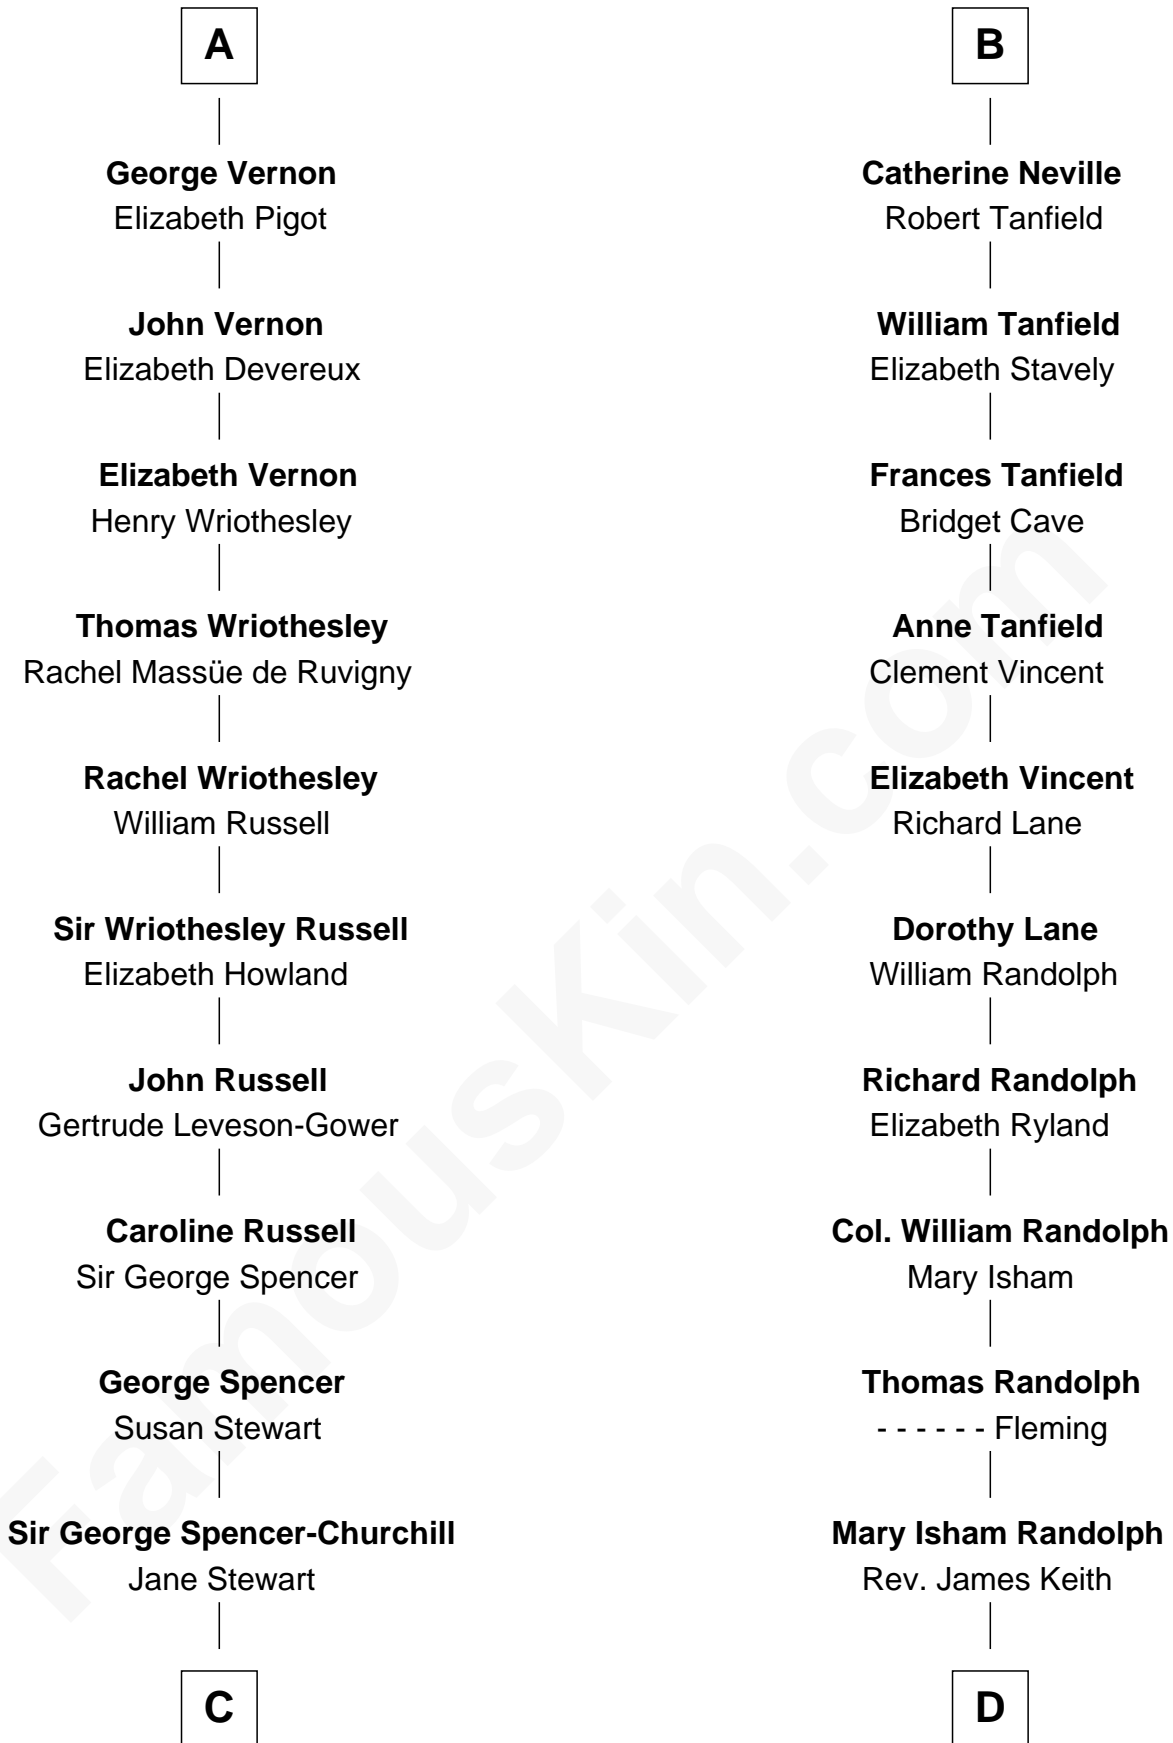 A
George Vernon
Elizabeth Pigot
John Vernon
Elizabeth Devereux
Elizabeth Vernon
Henry Wriothesley
Thomas Wriothesley
Rachel Massüe de Ruvigny
Rachel Wriothesley
William Russell
Sir Wriothesley Russell
Elizabeth Howland
John Russell
Gertrude Leveson-Gower
Caroline Russell
Sir George Spencer
George Spencer
Susan Stewart
Sir George Spencer-Churchill
Jane Stewart
C
B
Catherine Neville
Robert Tanfield
William Tanfield
Elizabeth Stavely
Frances Tanfield
Bridget Cave
Anne Tanfield
Clement Vincent
Elizabeth Vincent
Richard Lane
Dorothy Lane
William Randolph
Richard Randolph
Elizabeth Ryland
Col. William Randolph
Mary Isham
Thomas Randolph
- - - - - - Fleming
Mary Isham Randolph
Rev. James Keith
D
FamousKin.com